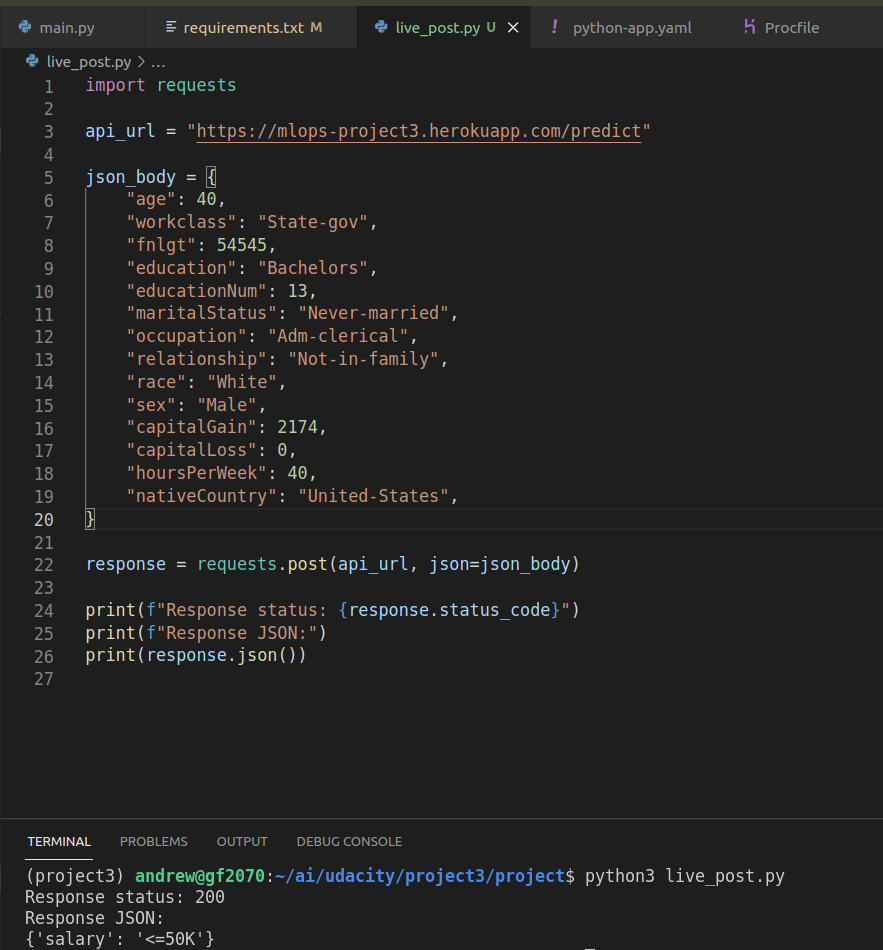 main.py requirements.txt M live_post.py U × python-app.yaml Procfile
live_post.py > ...
1 import requests
2
3 api_url = "https://mlops-project3.herokuapp.com/predict"
4
5 json_body = {
6     "age": 40,
7     "workclass": "State-gov",
8     "fnlgt": 54545,
9     "education": "Bachelors",
10     "educationNum": 13,
11     "maritalStatus": "Never-married",
12     "occupation": "Adm-clerical",
13     "relationship": "Not-in-family",
14     "race": "White",
15     "sex": "Male",
16     "capitalGain": 2174,
17     "capitalLoss": 0,
18     "hoursPerWeek": 40,
19     "nativeCountry": "United-States",
20 }
21
22 response = requests.post(api_url, json=json_body)
23
24 print(f"Response status: {response.status_code}")
25 print(f"Response JSON:")
26 print(response.json())
27
TERMINAL PROBLEMS OUTPUT DEBUG CONSOLE
(project3) andrew@gf2070:~/ai/udacity/project3/project$ python3 live_post.py
Response status: 200
Response JSON:
{'salary': '<=50K'}